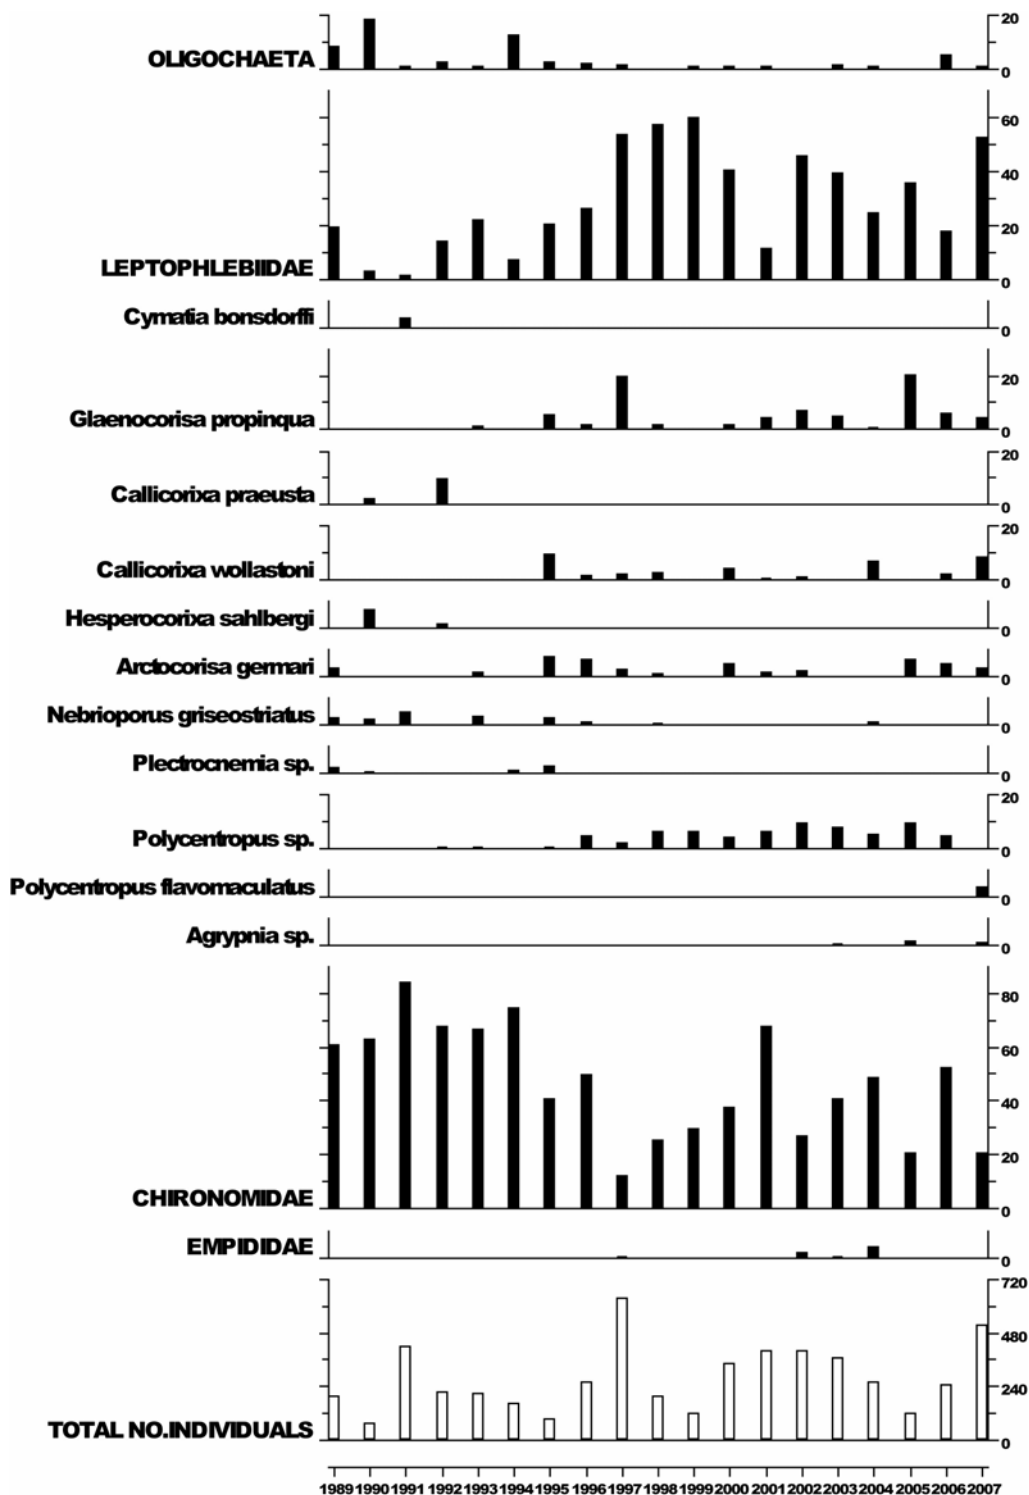 20
OLIGOCHAETA
0
60
40
20
LEPTOPHLEBIIDAE
0
Cymatia bonsdorffi
0
20
Glaenocorisa propinqua
0
20
Callicorixa praeusta
0
20
Callicorixa wollastoni
0
Hesperocorixa sahlbergi
0
Arctocorisa germari
0
Nebrioporus griseostriatus
0
Plectrocnemia sp.
0
20
Polycentropus sp.
0
Polycentropus flavomaculatus
0
Agrypnia sp.
0
80
60
40
20
CHIRONOMIDAE
0
EMPIDIDAE
0
720
480
240
TOTAL NO.INDIVIDUALS
0
1989 1990 1991 1992 1993 1994 1995 1996 1997 1998 1999 2000 2001 2002 2003 2004 2005 2006 2007